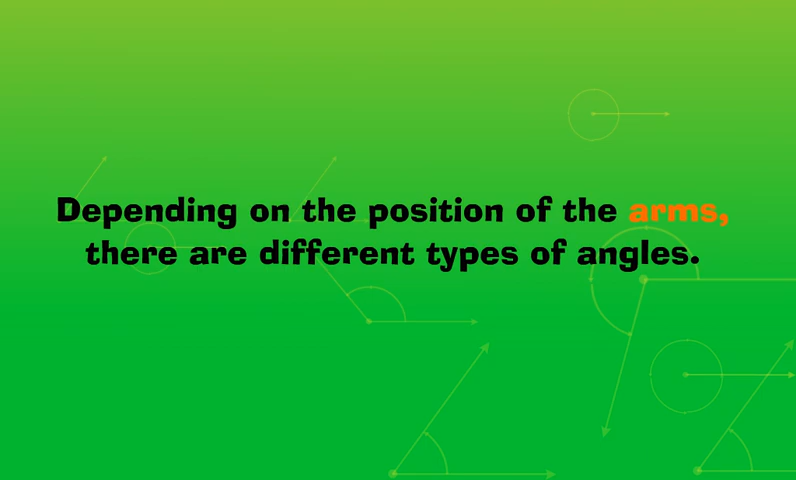 Depending on the position of the arms,
there are different types of angles.